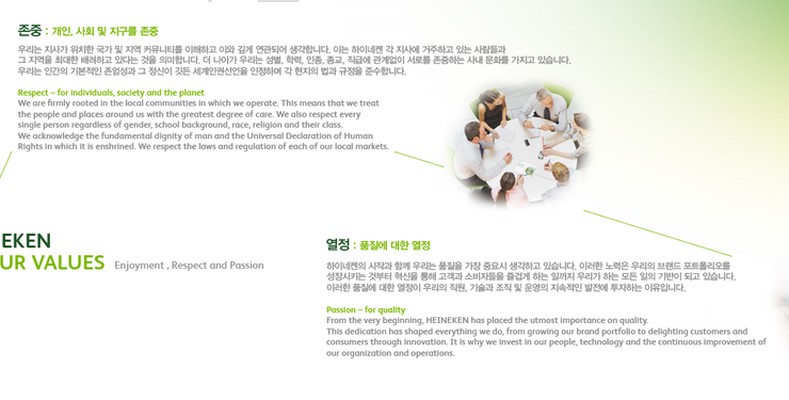 존중 : 개인, 사회 및 지구를 존중
우리는 지사가 위치한 국가 및 지역 커뮤니티를 이해하고 이와 깊게 연관되어 생각합니다. 이는 하이네켄 각 지사에 거주하고 있는 사람들과
그 지역을 최대한 배려하고 있다는 것을 의미합니다. 더 나아가 우리는 성별, 학력, 인종, 종교, 직급에 관계없이 서로를 존중하는 사내 문화를 가지고 있습니다.
우리는 인간의 기본적인 존엄성과 그 정신이 깃든 세계인권선언을 인정하며 각 현지의 법과 규정을 준수합니다.
Respect – for individuals, society and the planet
We are firmly rooted in the local communities in which we operate. This means that we treat
the people and places around us with the greatest degree of care. We also respect every
single person regardless of gender, school background, race, religion and their class.
We acknowledge the fundamental dignity of man and the Universal Declaration of Human
Rights in which it is enshrined. We respect the laws and regulation of each of our local markets.
EKEN
UR VALUES Enjoyment , Respect and Passion
열정 : 품질에 대한 열정
하이네켄의 시작과 함께 우리는 품질을 가장 중요시 생각하고 있습니다. 이러한 노력은 우리의 브랜드 포트폴리오를
성장시키는 것부터 혁신을 통해 고객과 소비자들을 즐겁게 하는 일까지 우리가 하는 모든 일의 기반이 되고 있습니다.
이러한 품질에 대한 열정이 우리의 직원, 기술과 조직 및 운영의 지속적인 발전에 투자하는 이유입니다.
Passion – for quality
From the very beginning, HEINEKEN has placed the utmost importance on quality.
This dedication has shaped everything we do, from growing our brand portfolio to delighting customers and
consumers through innovation. It is why we invest in our people, technology and the continuous improvement of
our organization and operations.